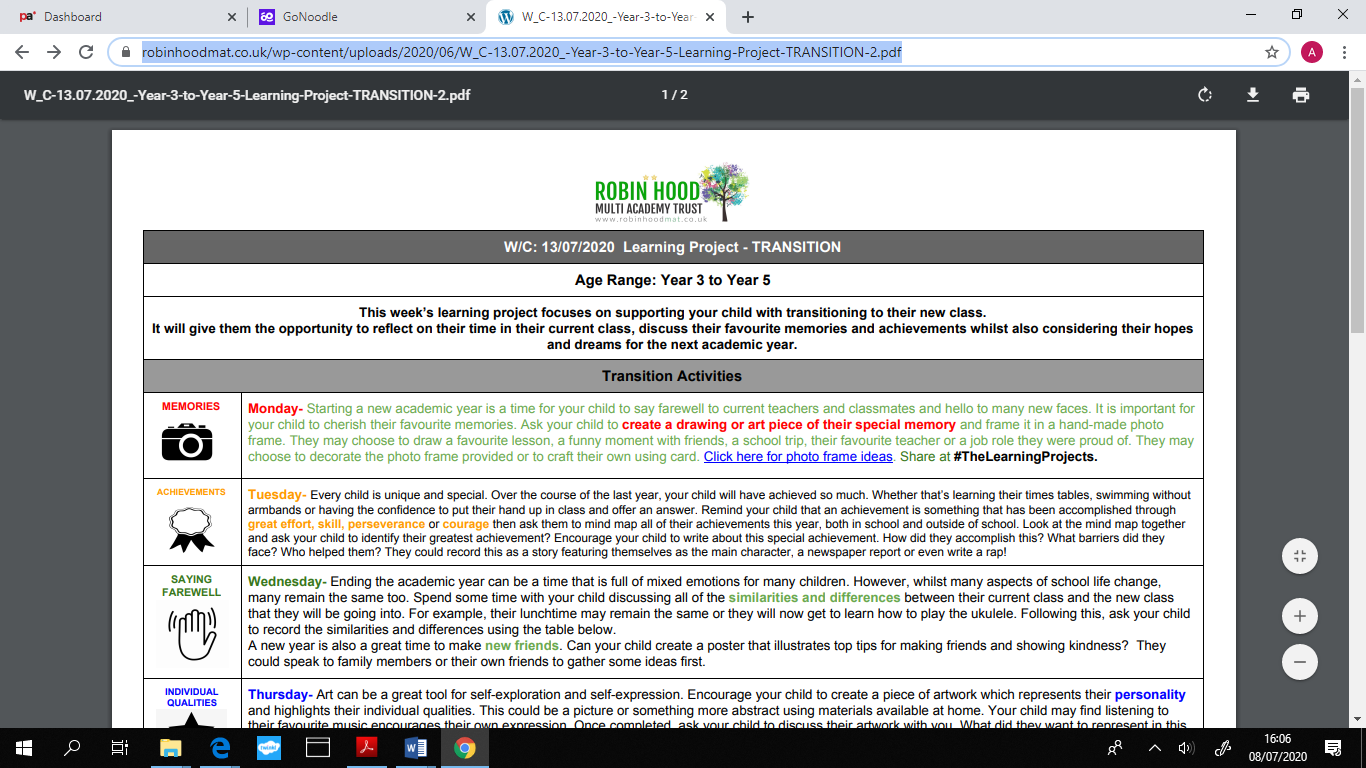 pa Dashboard
GoNoodle
W_C-13.07.2020_-Year-3-to-Year-
robinhoodmat.co.uk/wp-content/uploads/2020/06/W_C-13.07.2020_-Year-3-to-Year-5-Learning-Project-TRANSITION-2.pdf
A
W_C-13.07.2020_-Year-3-to-Year-5-Learning-Project-TRANSITION-2.pdf
1 / 2
ROBIN HOOD
MULTI ACADEMY TRUST
www.robinhoodmat.co.uk
W/C: 13/07/2020 Learning Project - TRANSITION
Age Range: Year 3 to Year 5
This week's learning project focuses on supporting your child with transitioning to their new class.
It will give them the opportunity to reflect on their time in their current class, discuss their favourite memories and achievements whilst also considering their hopes
and dreams for the next academic year.
Transition Activities
MEMORIES
Monday- Starting a new academic year is a time for your child to say farewell to current teachers and classmates and hello to many new faces. It is important for
your child to cherish their favourite memories. Ask your child to create a drawing or art piece of their special memory and frame it in a hand-made photo
frame. They may choose to draw a favourite lesson, a funny moment with friends, a school trip, their favourite teacher or a job role they were proud of. They may
choose to decorate the photo frame provided or to craft their own using card. Click here for photo frame ideas. Share at #TheLearningProjects.
ACHIEVEMENTS
Tuesday- Every child is unique and special. Over the course of the last year, your child will have achieved so much. Whether that's learning their times tables, swimming without
armbands or having the confidence to put their hand up in class and offer an answer. Remind your child that an achievement is something that has been accomplished through
great effort, skill, perseverance or courage then ask them to mind map all of their achievements this year, both in school and outside of school. Look at the mind map together
and ask your child to identify their greatest achievement? Encourage your child to write about this special achievement. How did they accomplish this? What barriers did they
face? Who helped them? They could record this as a story featuring themselves as the main character, a newspaper report or even write a rap!
SAYING
FAREWELL
Wednesday- Ending the academic year can be a time that is full of mixed emotions for many children. However, whilst many aspects of school life change,
many remain the same too. Spend some time with your child discussing all of the similarities and differences between their current class and the new class
that they will be going into. For example, their lunchtime may remain the same or they will now get to learn how to play the ukulele. Following this, ask your child
to record the similarities and differences using the table below.
A new year is also a great time to make new friends. Can your child create a poster that illustrates top tips for making friends and showing kindness? They
could speak to family members or their own friends to gather some ideas first.
INDIVIDUAL
QUALITIES
Thursday- Art can be a great tool for self-exploration and self-expression. Encourage your child to create a piece of artwork which represents their personality
and highlights their individual qualities. This could be a picture or something more abstract using materials available at home. Your child may find listening to
their favourite music encourages their own expression. Once completed, ask your child to discuss their artwork with you. What did they want to represent in this
16:06
08/07/2020